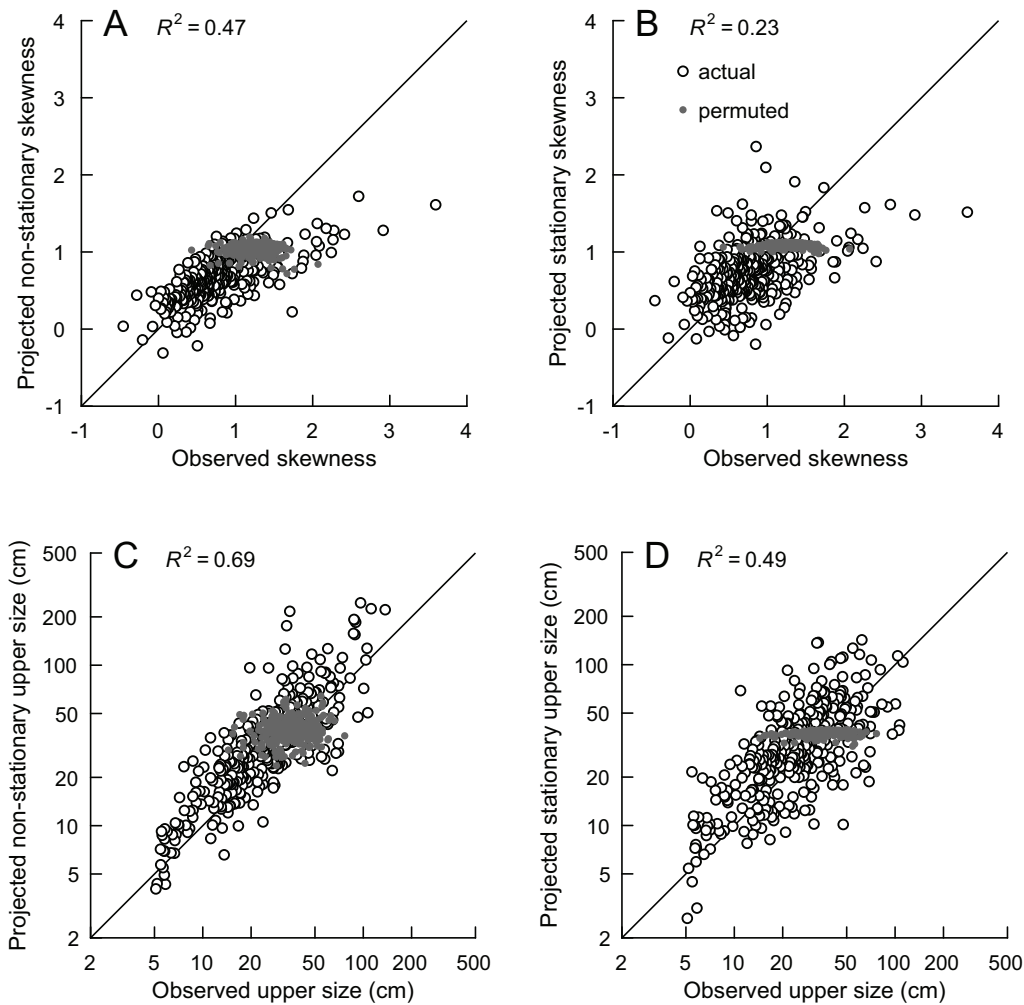 A R² = 0.47
4
3
2
1
0
-1
Projected non-stationary skewness
-1 0 1 2 3 4
Observed skewness
B R² = 0.23
actual
permuted
4
3
2
1
0
-1
Projected stationary skewness
-1 0 1 2 3 4
Observed skewness
C R² = 0.69
500
200
100
50
20
10
5
2
Projected non-stationary upper size (cm)
2 5 10 20 50 100 200 500
Observed upper size (cm)
D R² = 0.49
500
200
100
50
20
10
5
2
Projected stationary upper size (cm)
2 5 10 20 50 100 200 500
Observed upper size (cm)